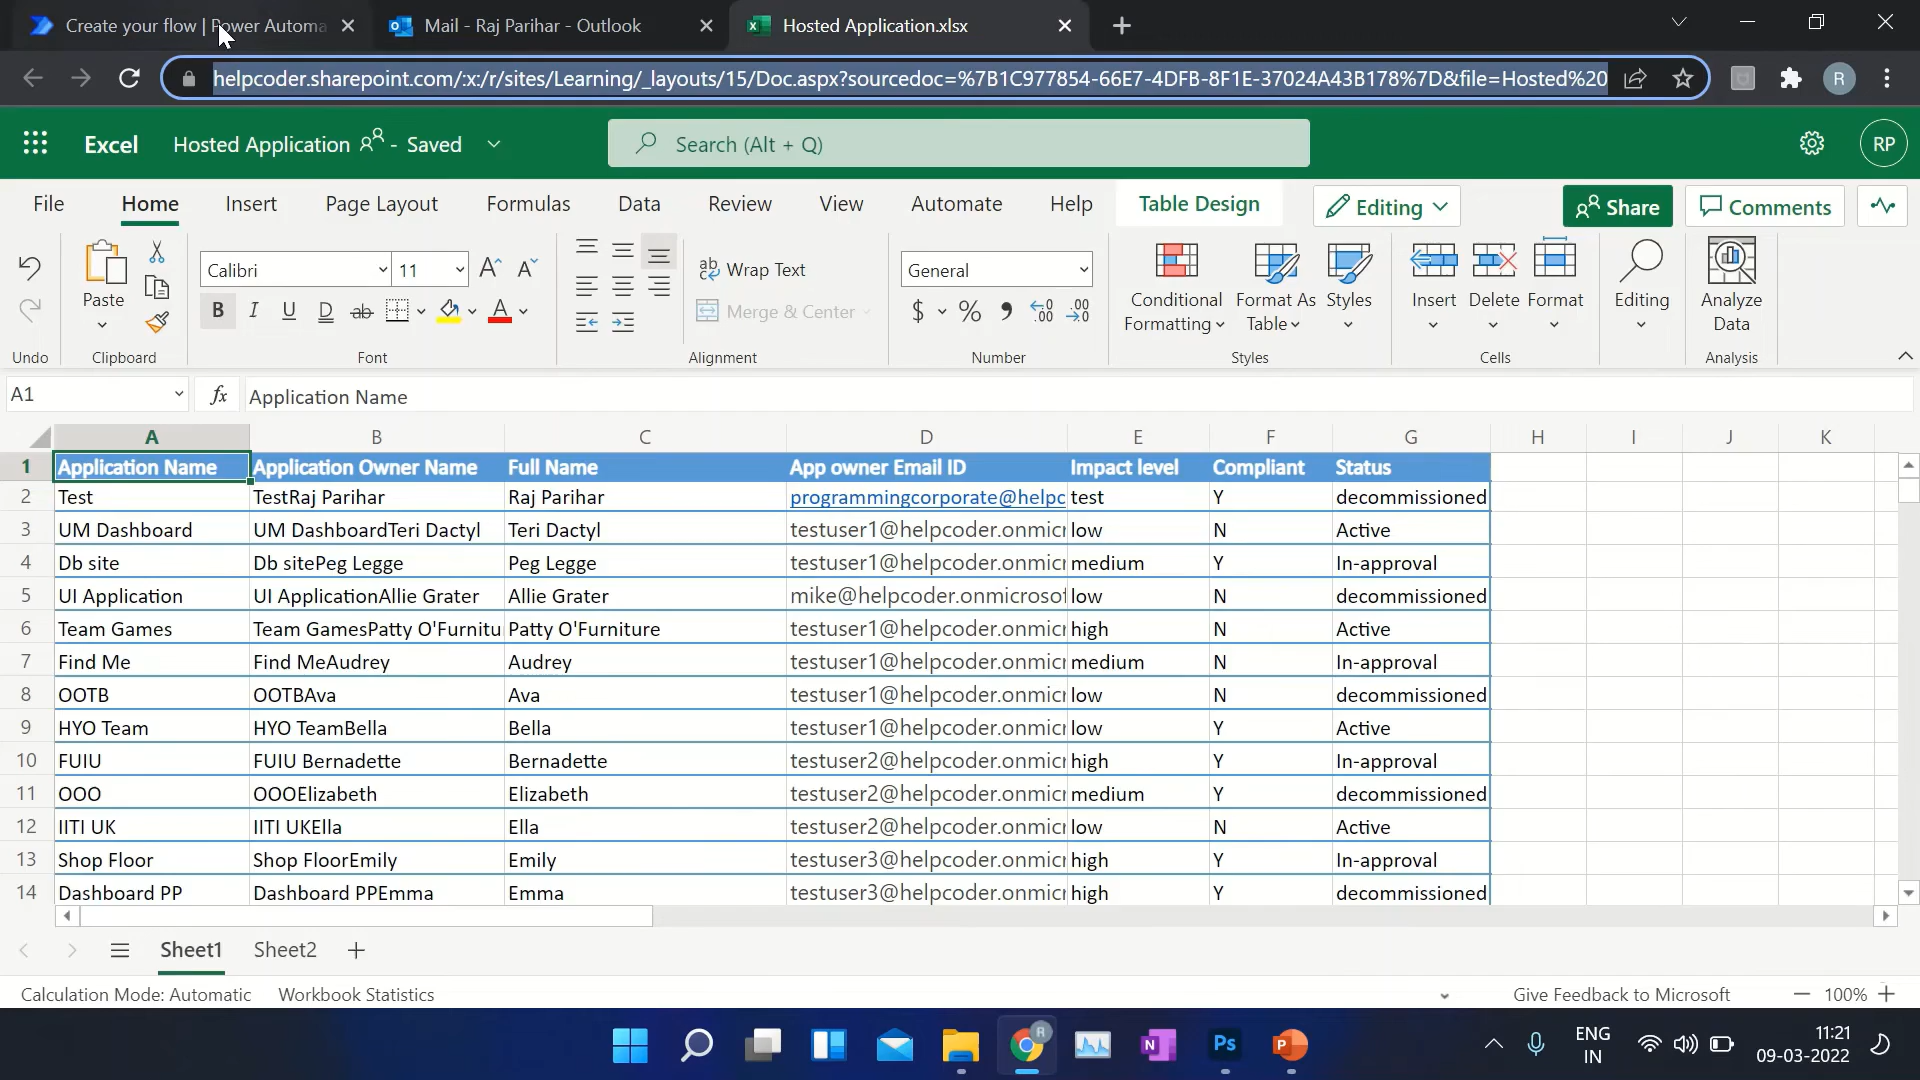 Create your flow | Power Automa
Mail - Raj Parihar - Outlook
Hosted Application.xlsx
helpcoder.sharepoint.com/:x:/r/sites/Learning/_layouts/15/Doc.aspx?sourcedoc=%7B1C977854-66E7-4DFB-8F1E-37024A43B178%7D&file=Hosted%20
R
Excel Hosted Application - Saved Search (Alt + Q) RP
File Home Insert Page Layout Formulas Data Review View Automate Help Table Design Editing Share Comments
Calibri 11 Wrap Text General
Paste Merge & Center Conditional Formatting Format As Table Styles Insert Delete Format Editing Analyze Data
Undo Clipboard Font Alignment Number Styles Cells Analysis
A1 fx Application Name
A B C D E F G H I J K
1 Application Name Application Owner Name Full Name App owner Email ID Impact level Compliant Status
2 Test TestRaj Parihar Raj Parihar programmingcorporate@helpc test Y decommissioned
3 UM Dashboard UM DashboardTeri Dactyl Teri Dactyl testuser1@helpcoder.onmicr low N Active
4 Db site Db sitePeg Legge Peg Legge testuser1@helpcoder.onmicr medium Y In-approval
5 UI Application UI ApplicationAllie Grater Allie Grater mike@helpcoder.onmicrosof low N decommissioned
6 Team Games Team GamesPatty O'Furnitu Patty O'Furniture testuser1@helpcoder.onmicr high N Active
7 Find Me Find MeAudrey Audrey testuser1@helpcoder.onmicr medium N In-approval
8 OOTB OOTBAva Ava testuser1@helpcoder.onmicr low N decommissioned
9 HYO Team HYO TeamBella Bella testuser1@helpcoder.onmicr low Y Active
10 FUIU FUIU Bernadette Bernadette testuser2@helpcoder.onmicr high Y In-approval
11 OOO OOOElizabeth Elizabeth testuser2@helpcoder.onmicr medium Y decommissioned
12 IITI UK IITI UKElla Ella testuser2@helpcoder.onmicr low N Active
13 Shop Floor Shop FloorEmily Emily testuser3@helpcoder.onmicr high Y In-approval
14 Dashboard PP Dashboard PPEmma Emma testuser3@helpcoder.onmicr high Y decommissioned
Sheet1 Sheet2
Calculation Mode: Automatic Workbook Statistics Give Feedback to Microsoft 100%
ENG
IN
11:21
09-03-2022